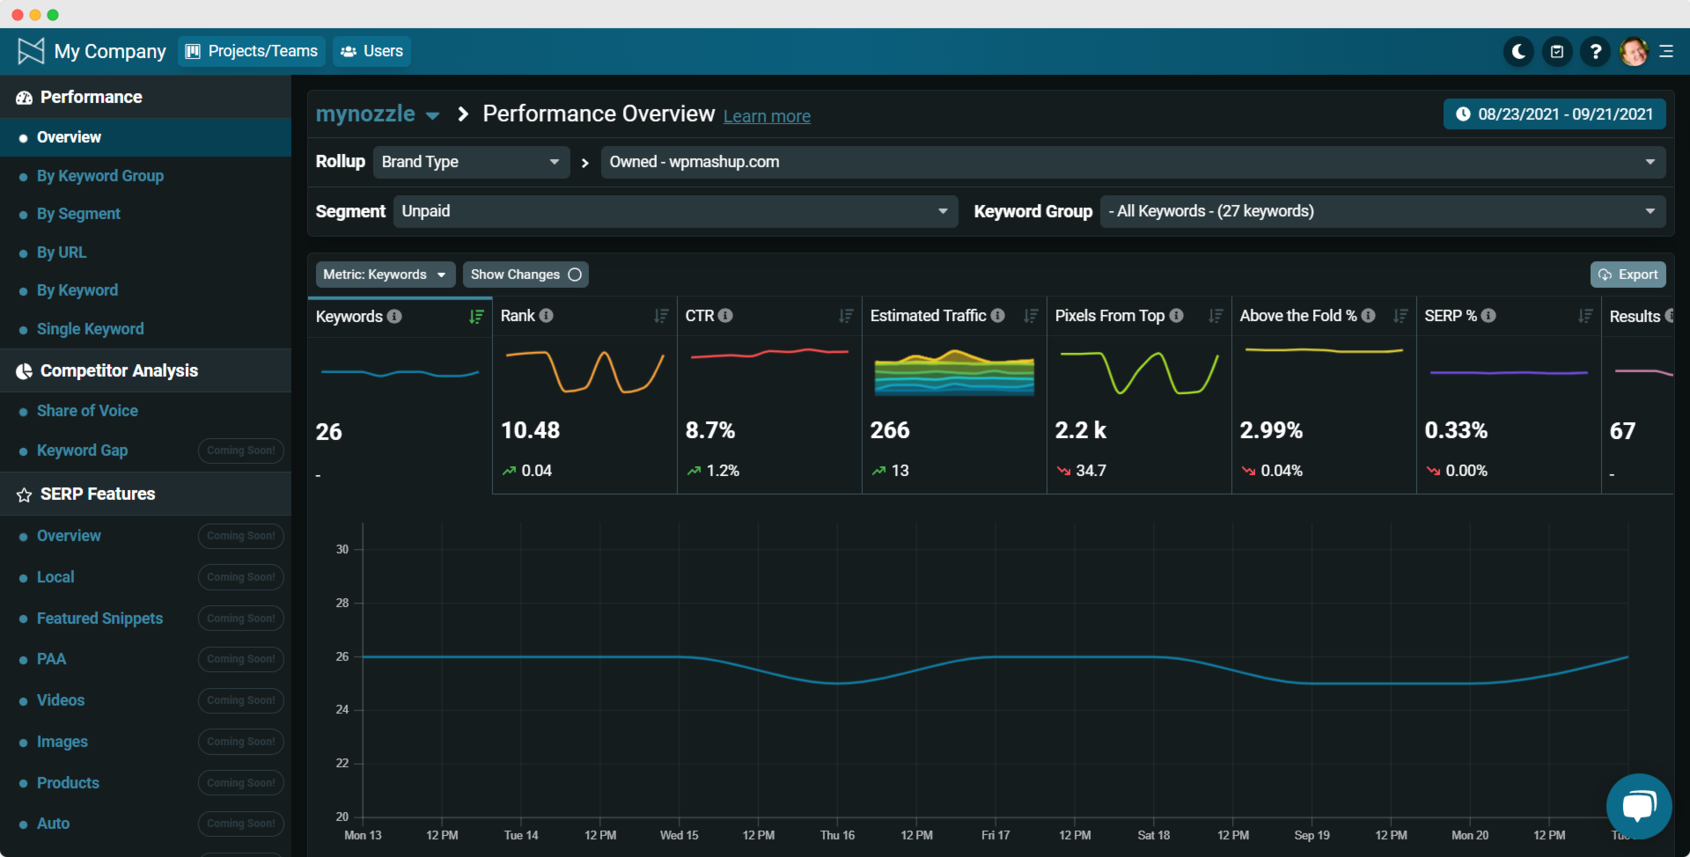 My Company Projects/Teams Users
Performance
Overview
By Keyword Group
By Segment
By URL
By Keyword
Single Keyword
Competitor Analysis
Share of Voice
Keyword Gap Coming Soon!
SERP Features
Overview Coming Soon!
Local Coming Soon!
Featured Snippets Coming Soon!
PAA Coming Soon!
Videos Coming Soon!
Images Coming Soon!
Products Coming Soon!
Auto Coming Soon!
mynozzle Performance Overview Learn more 08/23/2021 - 09/21/2021
Rollup Brand Type Owned - wpmashup.com
Segment Unpaid Keyword Group - All Keywords - (27 keywords)
Metric: Keywords Show Changes Export
Keywords Rank CTR Estimated Traffic Pixels From Top Above the Fold % SERP % Results
26 10.48 8.7% 266 2.2 k 2.99% 0.33% 67
- 0.04 1.2% 13 34.7 0.04% 0.00% -
30
28
26
24
22
20
Mon 13 12 PM Tue 14 12 PM Wed 15 12 PM Thu 16 12 PM Fri 17 12 PM Sat 18 12 PM Sep 19 12 PM Mon 20 12 PM